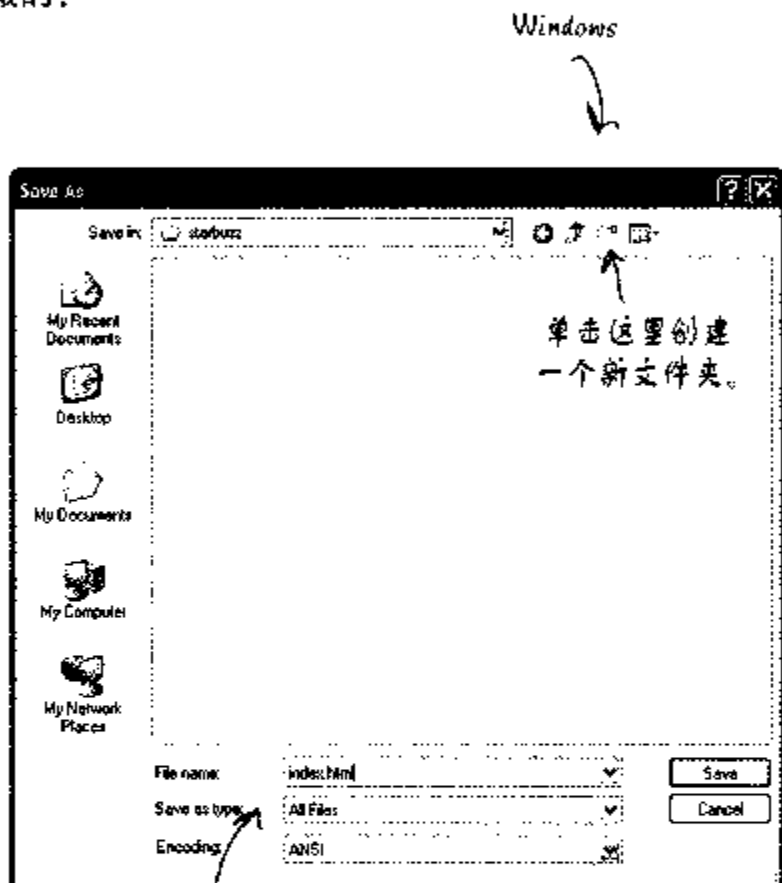 Windows
Save As
Save in: starbuzz
单击这里创建
一个新文件夹。
My Recent
Documents
Desktop
My Documents
My Computer
My Network
Places
File name: index.html Save
Save as type: All Files Cancel
Encoding: ANSI